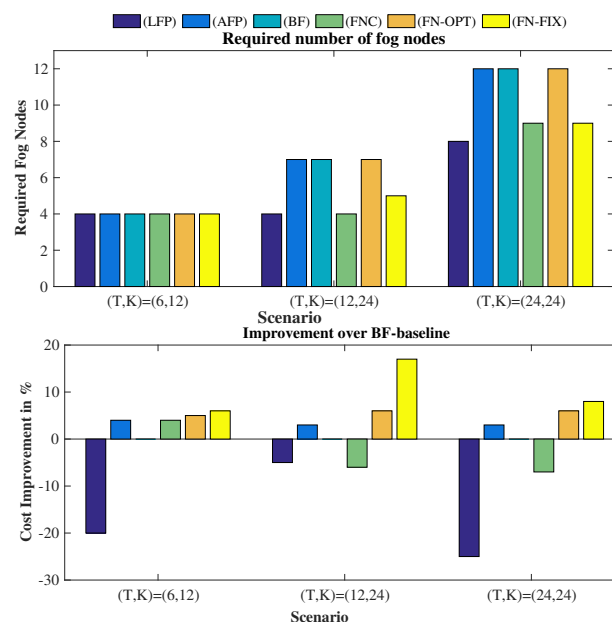 (LFP) (AFP) (BF) (FNC) (FN-OPT) (FN-FIX)
Required number of fog nodes
Required Fog Nodes
12
10
8
6
4
2
0
(T,K)=(6,12) (T,K)=(12,24) (T,K)=(24,24)
Scenario
Improvement over BF-baseline
Cost Improvement in %
20
10
0
-10
-20
-30
(T,K)=(6,12) (T,K)=(12,24) (T,K)=(24,24)
Scenario